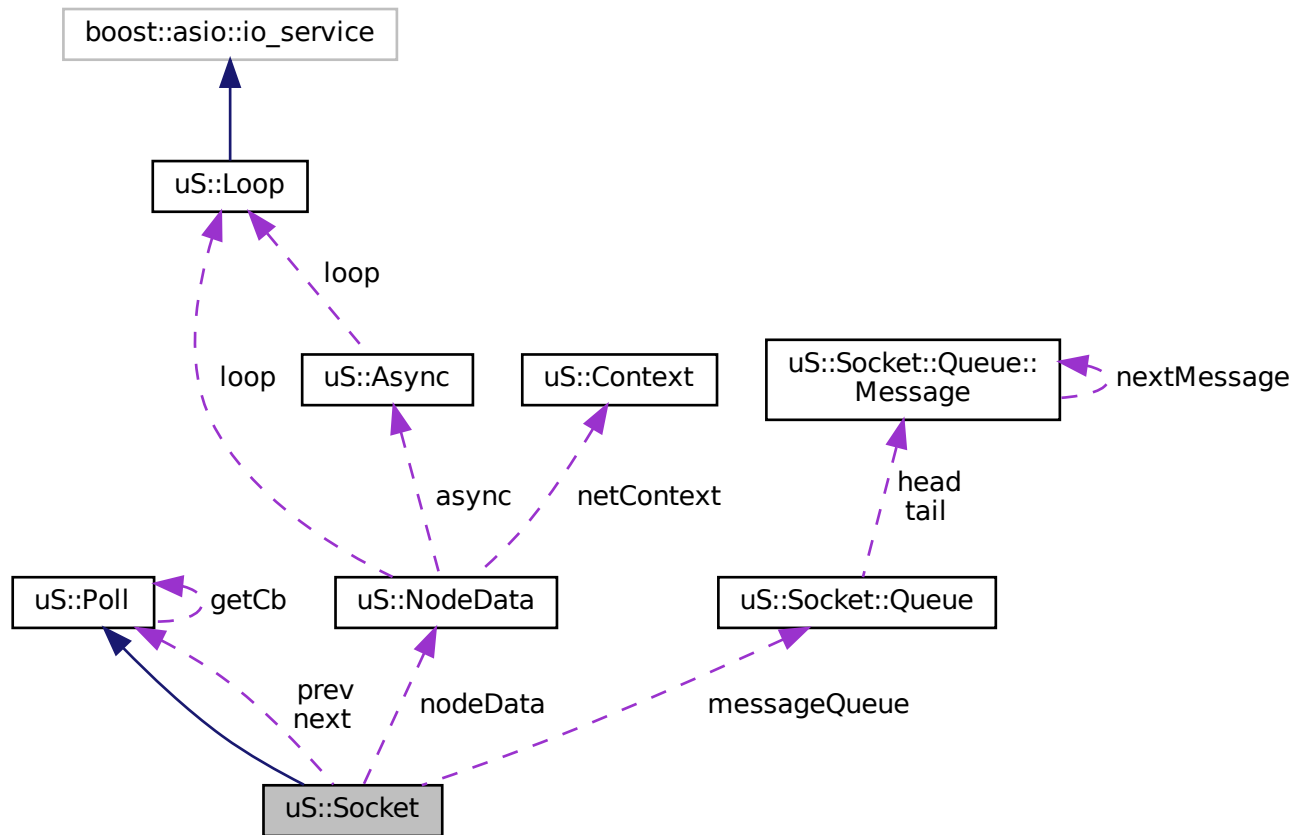 boost::asio::io_service
uS::Loop
loop
loop
uS::Async
uS::Context
uS::Socket::Queue::
Message
nextMessage
async
netContext
head
tail
uS::Poll
getCb
uS::NodeData
uS::Socket::Queue
prev
next
nodeData
messageQueue
uS::Socket